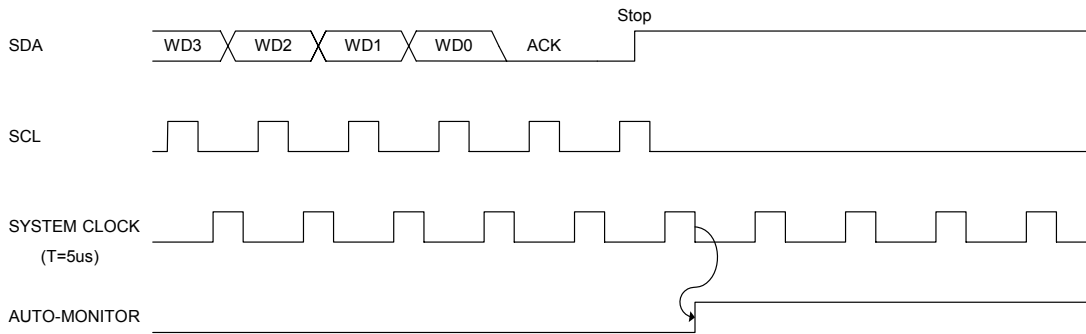 Stop
SDA WD3 WD2 WD1 WD0 ACK
SCL
SYSTEM CLOCK
(T=5us)
AUTO-MONITOR